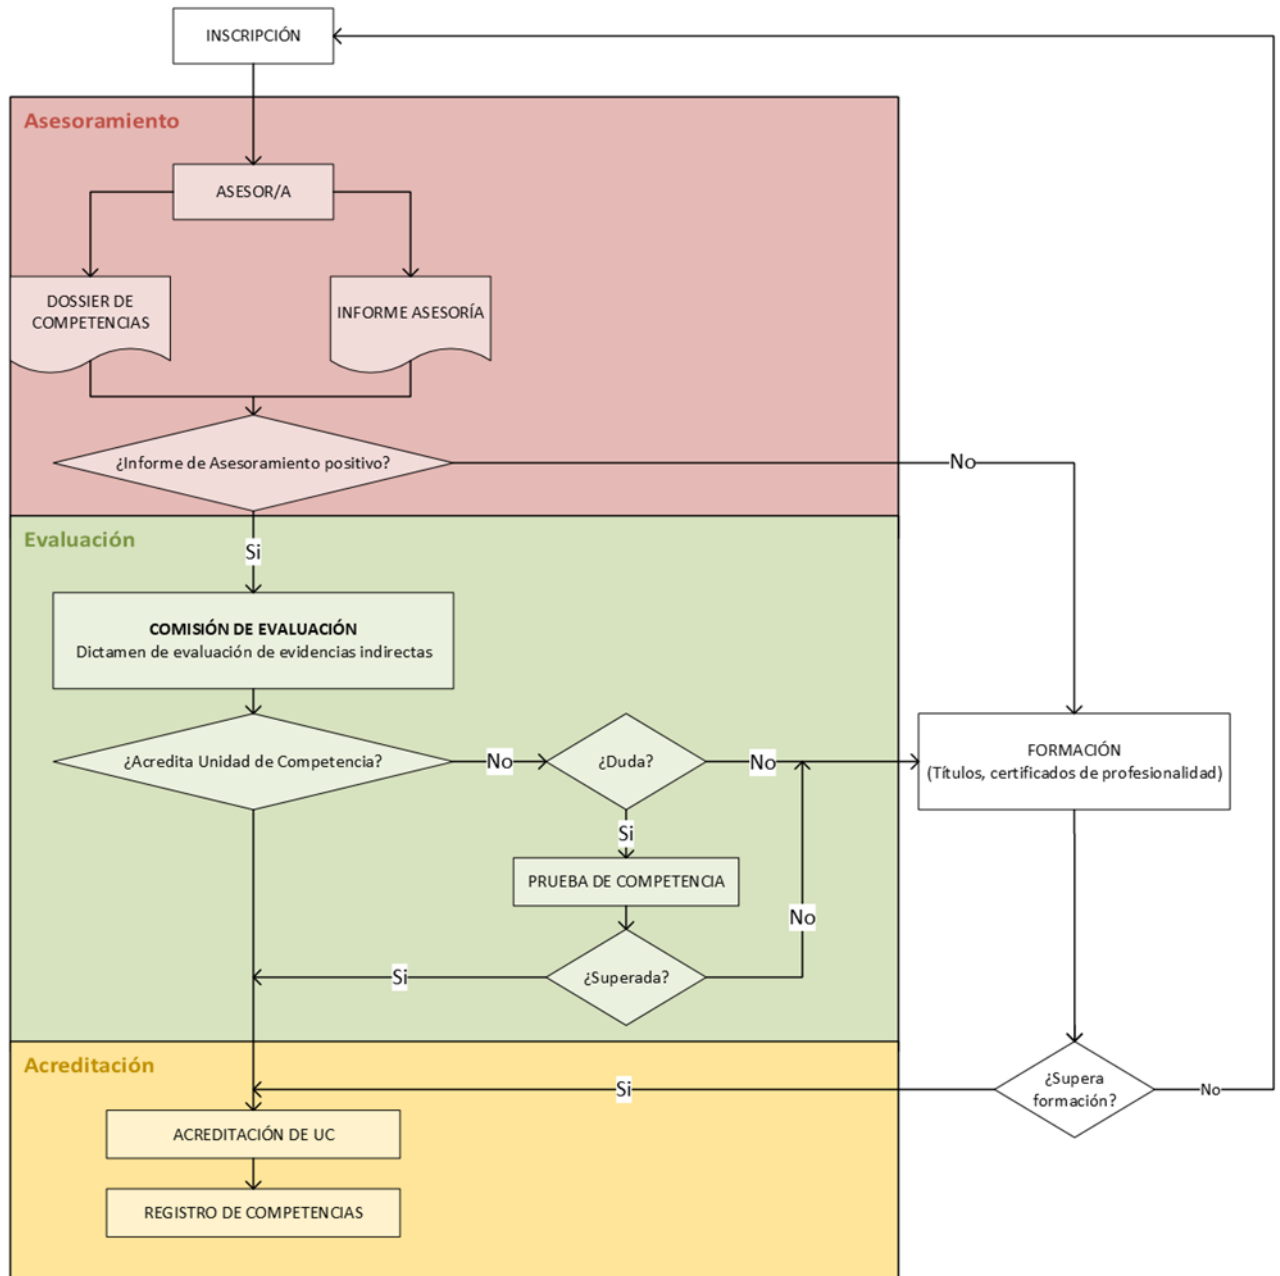 INSCRIPCIÓN
Asesoramiento
ASESOR/A
DOSSIER DE
COMPETENCIAS
INFORME ASESORÍA
¿Informe de Asesoramiento positivo?
No
Evaluación
Si
COMISIÓN DE EVALUACIÓN
Dictamen de evaluación de evidencias indirectas
¿Acredita Unidad de Competencia?
No
¿Duda?
No
FORMACIÓN
(Títulos, certificados de profesionalidad)
Si
PRUEBA DE COMPETENCIA
No
Si
¿Superada?
Acreditación
Si
¿Supera
formación?
No
ACREDITACIÓN DE UC
REGISTRO DE COMPETENCIAS